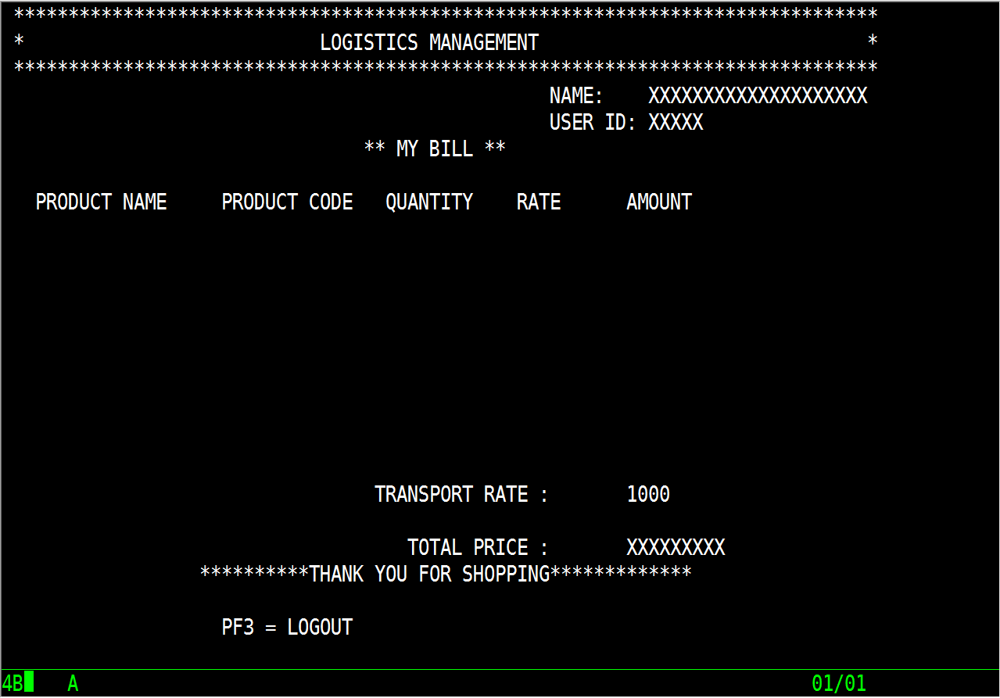 *******************************************************************************
* LOGISTICS MANAGEMENT *
*******************************************************************************
NAME: XXXXXXXXXXXXXXXXXXXX
USER ID: XXXXX
** MY BILL **
PRODUCT NAME PRODUCT CODE QUANTITY RATE AMOUNT
TRANSPORT RATE : 1000
TOTAL PRICE : XXXXXXXXX
**********THANK YOU FOR SHOPPING*************
PF3 = LOGOUT
4B A 01/01